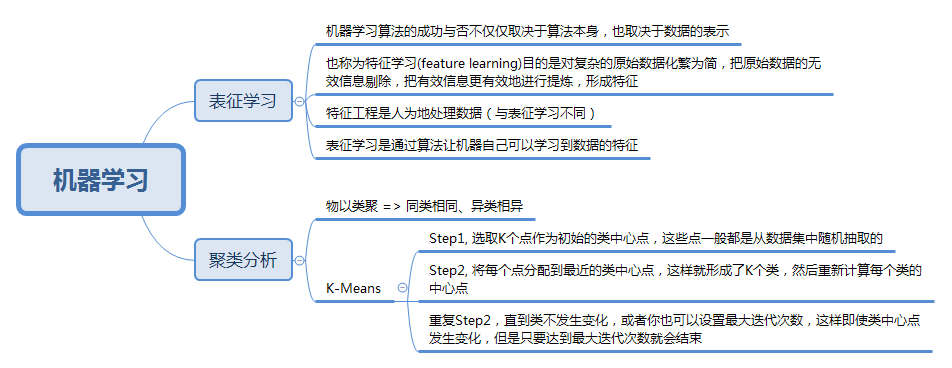 机器学习
表征学习
机器学习算法的成功与否不仅仅取决于算法本身，也取决于数据的表示
也称为特征学习(feature learning)目的是对复杂的原始数据化繁为简，把原始数据的无
效信息剔除，把有效信息更有效地进行提炼，形成特征
特征工程是人为地处理数据（与表征学习不同）
表征学习是通过算法让机器自己可以学习到数据的特征
聚类分析
物以类聚 => 同类相同、异类相异
K-Means
Step1, 选取K个点作为初始的类中心点，这些点一般都是从数据集中随机抽取的
Step2, 将每个点分配到最近的类中心点，这样就形成了K个类，然后重新计算每个类的
中心点
重复Step2，直到类不发生变化，或者你也可以设置最大迭代次数，这样即使类中心点
发生变化，但是只要达到最大迭代次数就会结束